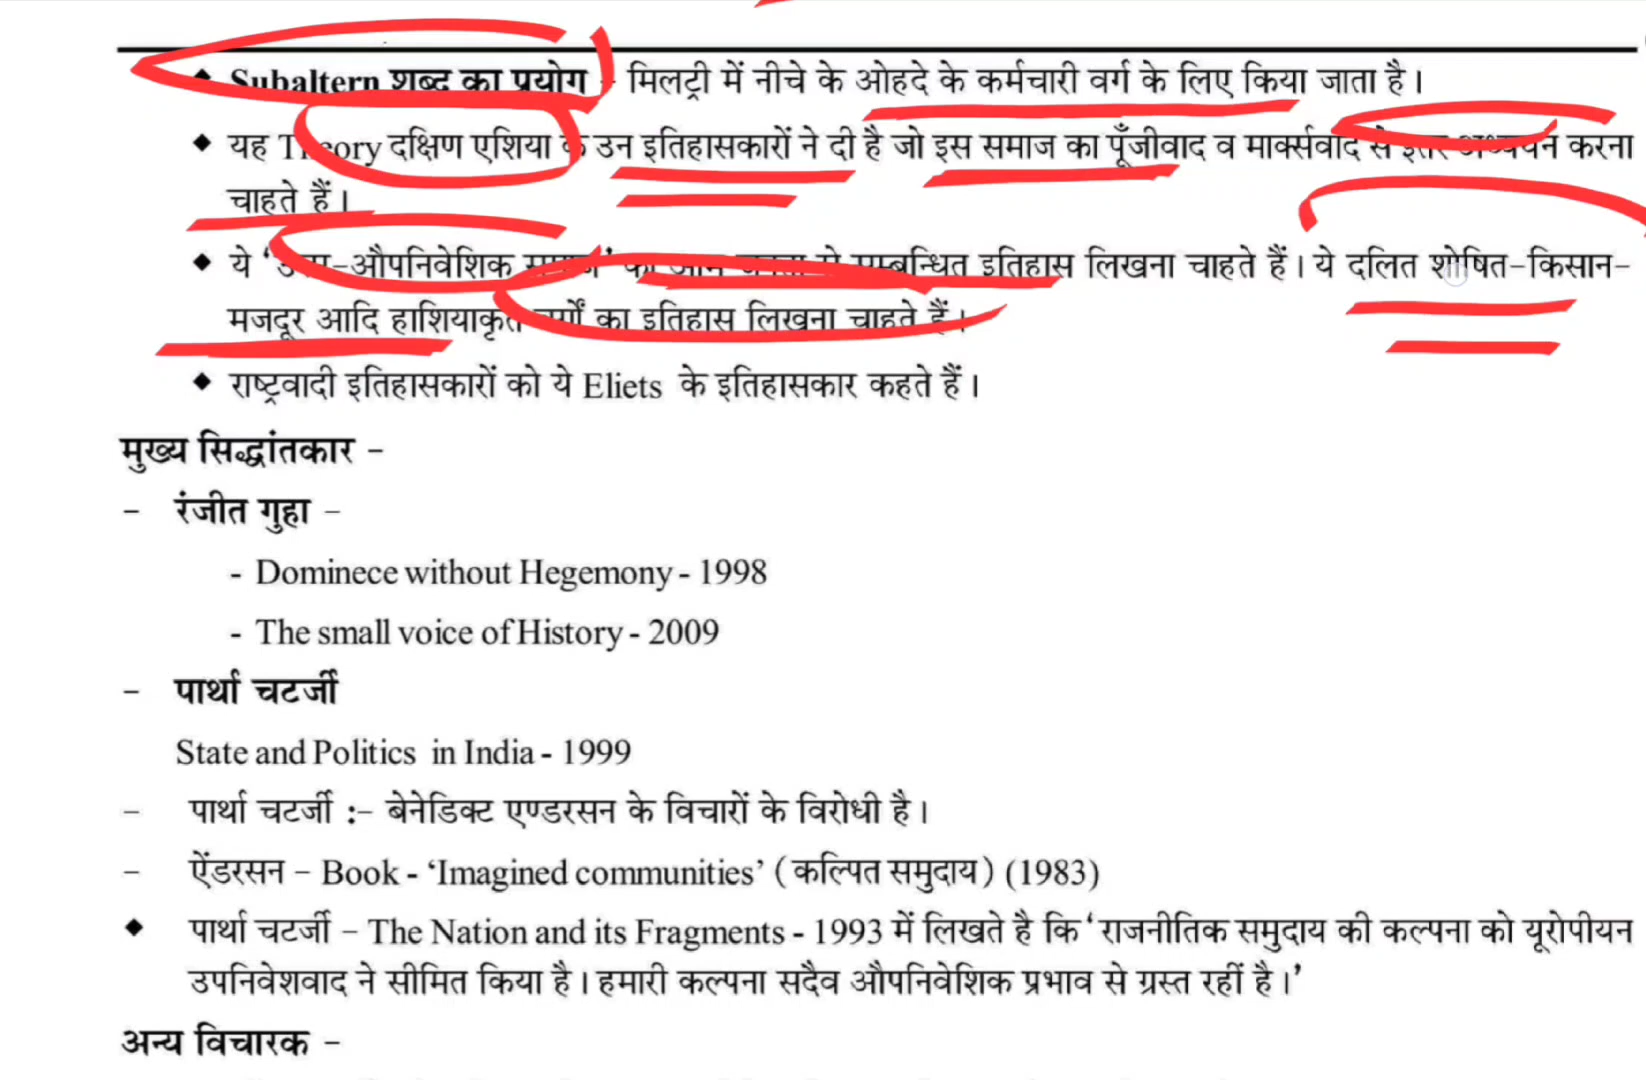 ◆ Subaltern शब्द का प्रयोग – मिलट्री में नीचे के ओहदे के कर्मचारी वर्ग के लिए किया जाता है।
◆ यह Theory दक्षिण एशिया के उन इतिहासकारों ने दी है जो इस समाज का पूँजीवाद व मार्क्सवाद से इतर अध्ययन करना
चाहते हैं।
◆ ये ‘उत्तर-औपनिवेशिक समाज’ का आम जनता से सम्बन्धित इतिहास लिखना चाहते हैं। ये दलित शोषित-किसान-
मजदूर आदि हाशियाकृत वर्गों का इतिहास लिखना चाहते हैं।
◆ राष्ट्रवादी इतिहासकारों को ये Eliets के इतिहासकार कहते हैं।
मुख्य सिद्धांतकार –
– रंजीत गुहा –
- Dominece without Hegemony - 1998
- The small voice of History - 2009
– पार्था चटर्जी
State and Politics in India - 1999
– पार्था चटर्जी :– बेनेडिक्ट एण्डरसन के विचारों के विरोधी है।
– ऐंडरसन – Book - ‘Imagined communities’ (कल्पित समुदाय) (1983)
◆ पार्था चटर्जी – The Nation and its Fragments - 1993 में लिखते है कि ‘राजनीतिक समुदाय की कल्पना को यूरोपीयन
उपनिवेशवाद ने सीमित किया है। हमारी कल्पना सदैव औपनिवेशिक प्रभाव से ग्रस्त रहीं है।’
अन्य विचारक –